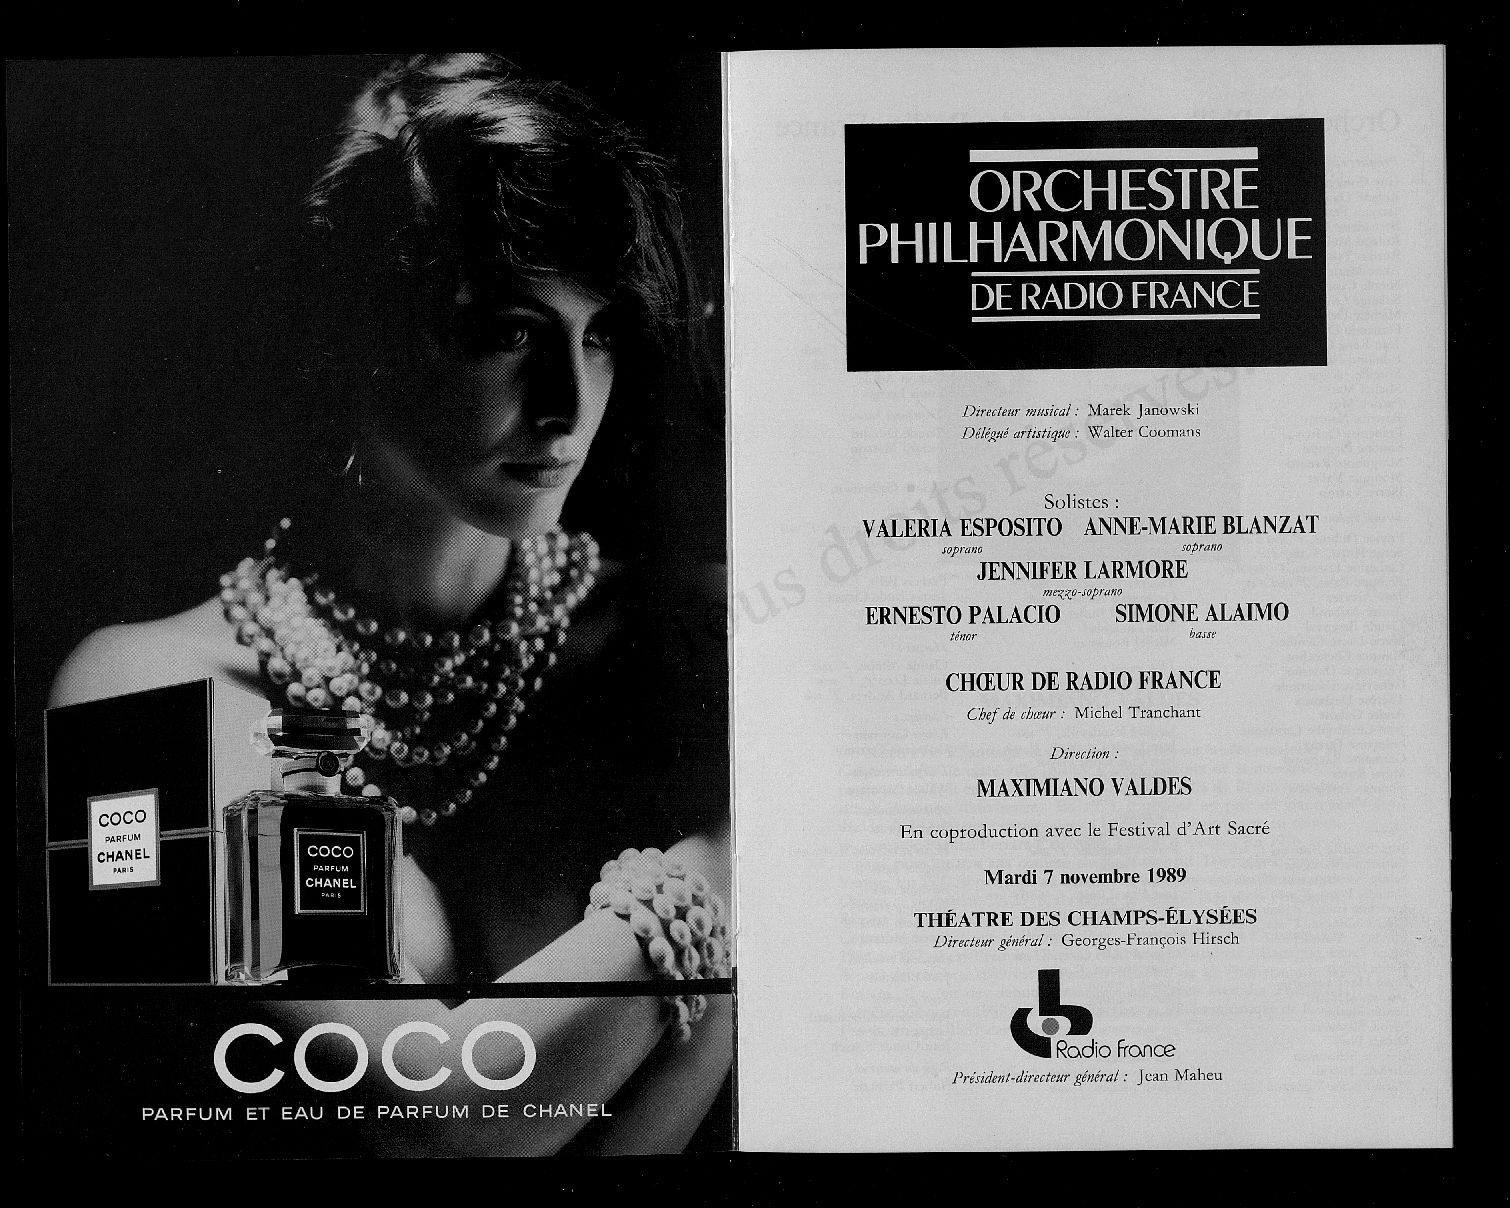 COCO
PARFUM
CHANEL
PARIS
COCO
PARFUM
CHANEL
PARIS
COCO
PARFUM ET EAU DE PARFUM DE CHANEL
ORCHESTRE
PHILHARMONIQUE
DE RADIO FRANCE
Directeur musical : Marek Janowski
Délégué artistique : Walter Coomans
Solistes :
VALERIA ESPOSITO ANNE-MARIE BLANZAT
soprano soprano
JENNIFER LARMORE
mezzo-soprano
ERNESTO PALACIO SIMONE ALAIMO
ténor basse
CHŒUR DE RADIO FRANCE
Chef de chœur : Michel Tranchant
Direction :
MAXIMIANO VALDES
En coproduction avec le Festival d'Art Sacré
Mardi 7 novembre 1989
THÉATRE DES CHAMPS-ÉLYSÉES
Directeur général : Georges-François Hirsch
Radio France
Président-directeur général : Jean Maheu
droits réservés